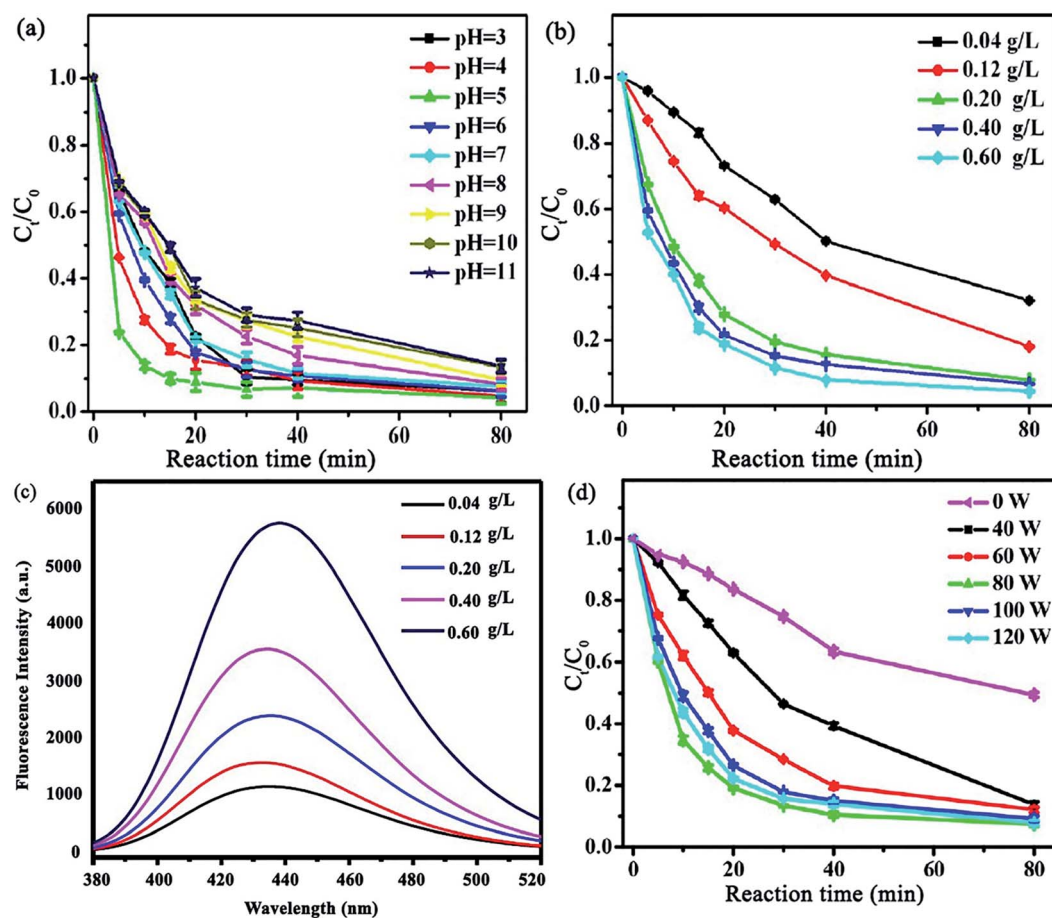 (a)
pH=3
pH=4
pH=5
pH=6
pH=7
pH=8
pH=9
pH=10
pH=11
1.0
0.8
0.6
0.4
0.2
0.0
Ct/C0
0 20 40 60 80
Reaction time (min)
(b)
0.04 g/L
0.12 g/L
0.20 g/L
0.40 g/L
0.60 g/L
1.0
0.8
0.6
0.4
0.2
0.0
Ct/C0
0 20 40 60 80
Reaction time (min)
(c)
0.04 g/L
0.12 g/L
0.20 g/L
0.40 g/L
0.60 g/L
6000
5000
4000
3000
2000
1000
0
Fluorescence Intensity (a.u.)
380 400 420 440 460 480 500 520
Wavelength (nm)
(d)
0 W
40 W
60 W
80 W
100 W
120 W
1.0
0.8
0.6
0.4
0.2
0.0
Ct/C0
0 20 40 60 80
Reaction time (min)